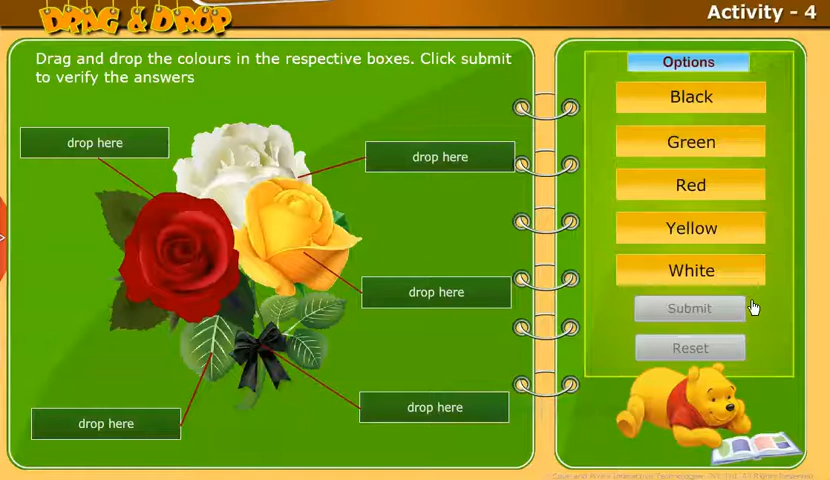 DRAG & DROP
Activity - 4
Drag and drop the colours in the respective boxes. Click submit
to verify the answers
drop here
drop here
drop here
drop here
drop here
Options
Black
Green
Red
Yellow
White
Submit
Reset